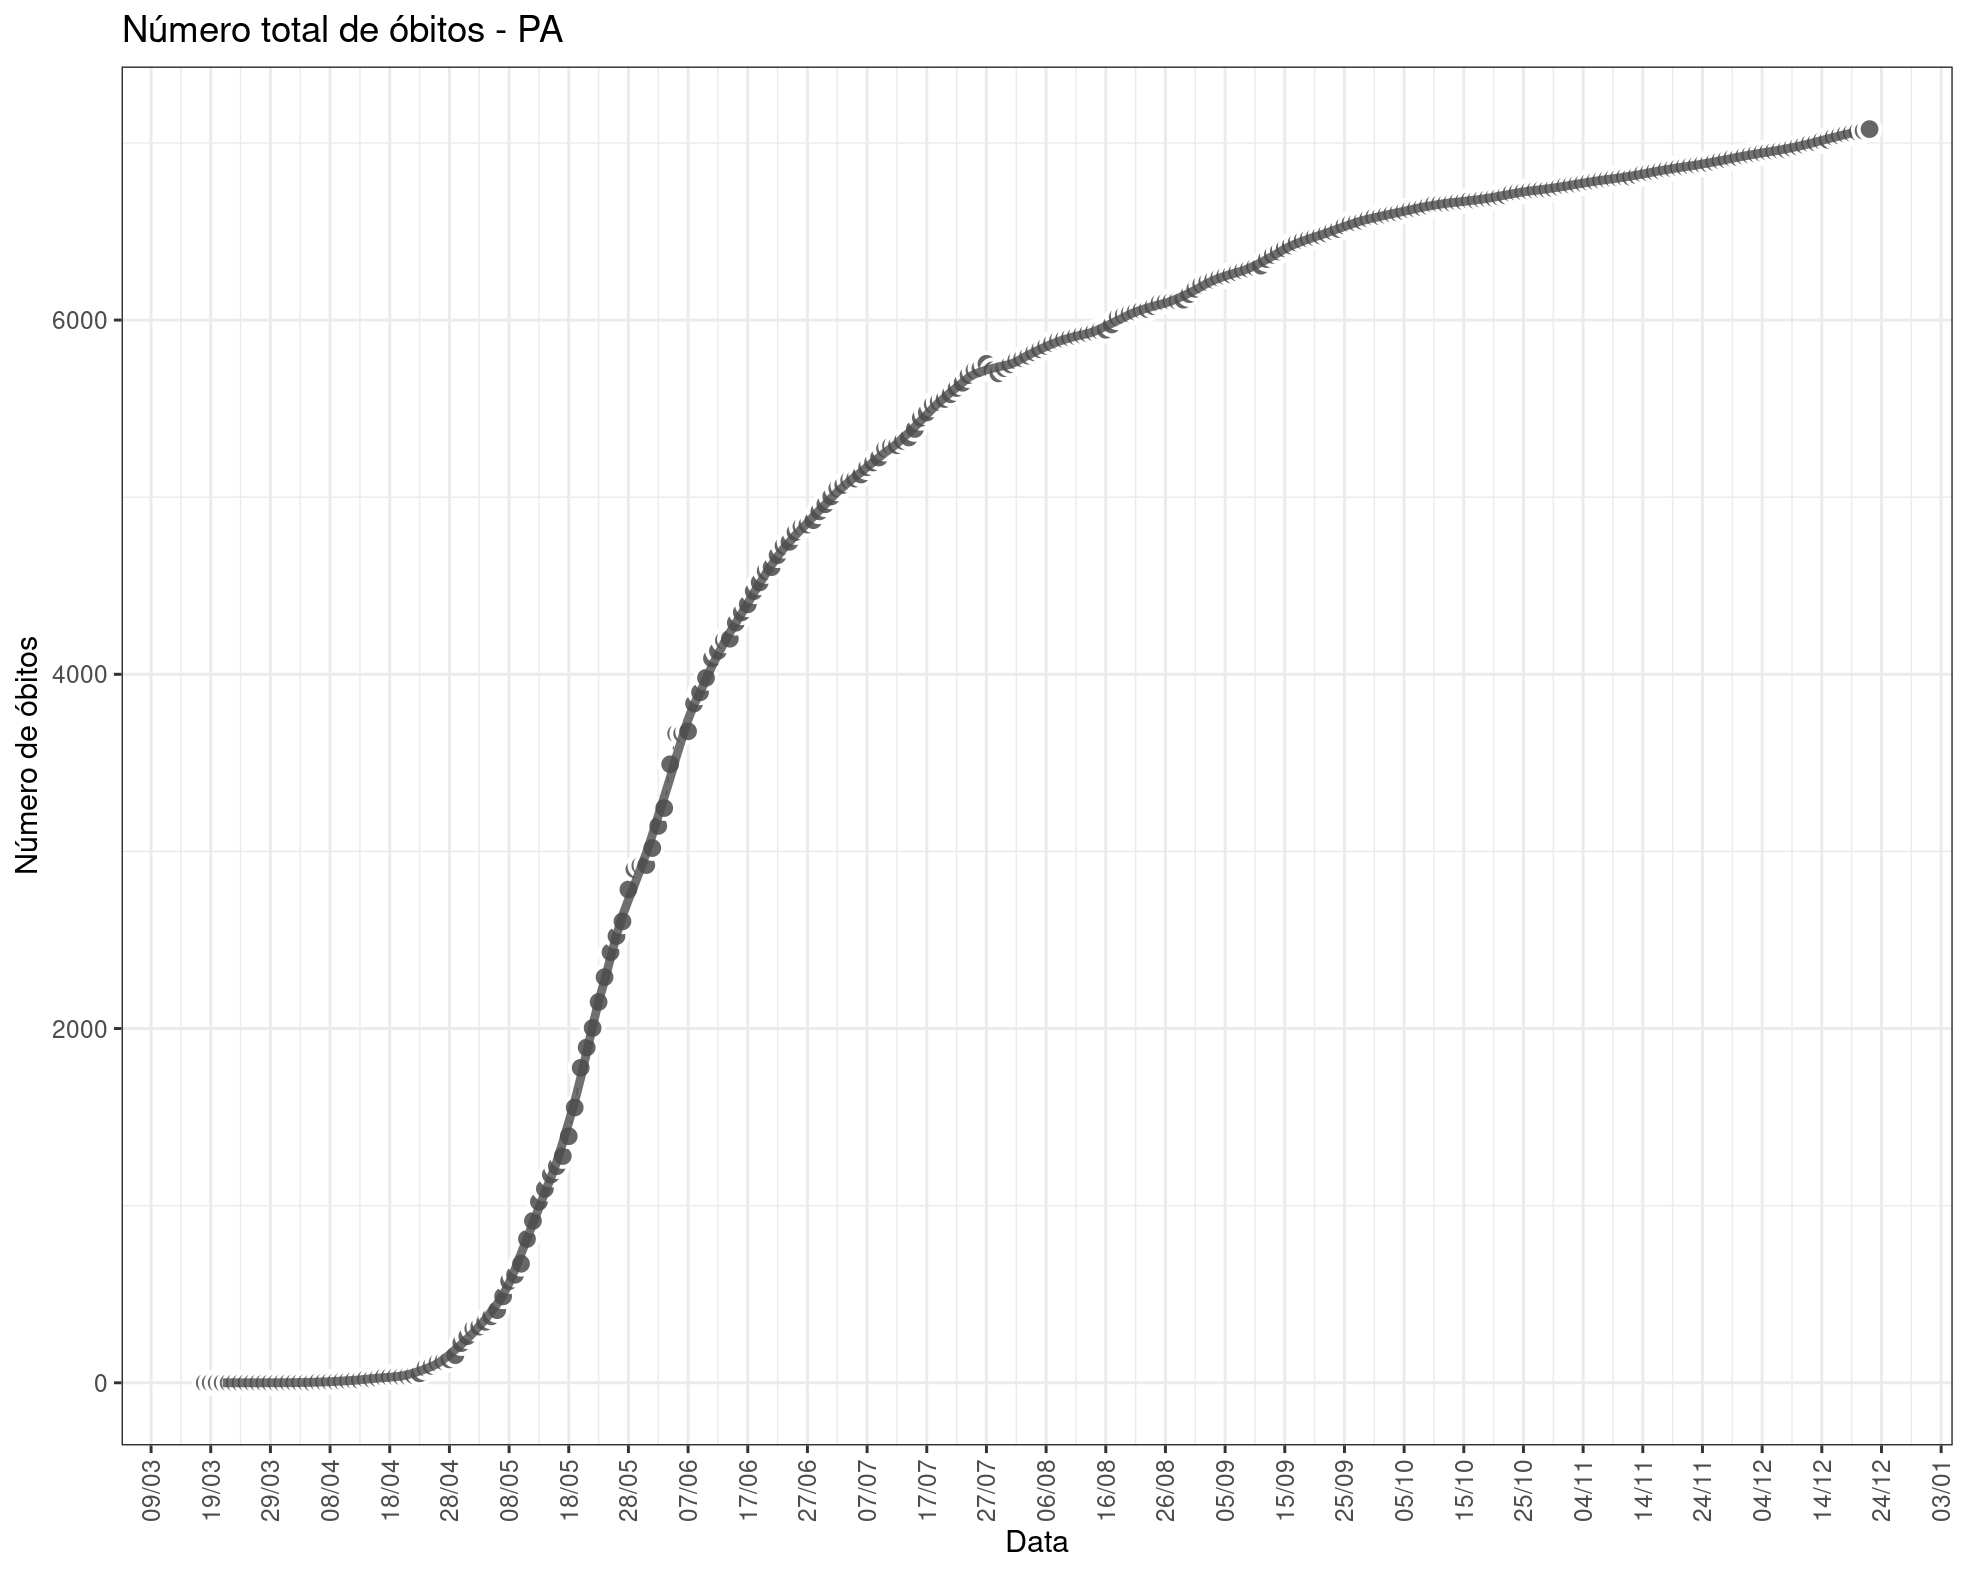 Número total de óbitos - PA
Número de óbitos
6000
4000
2000
0
09/03 19/03 29/03 08/04 18/04 28/04 08/05 18/05 28/05 07/06 17/06 27/06 07/07 17/07 27/07 06/08 16/08 26/08 05/09 15/09 25/09 05/10 15/10 25/10 04/11 14/11 24/11 04/12 14/12 24/12 03/01
Data